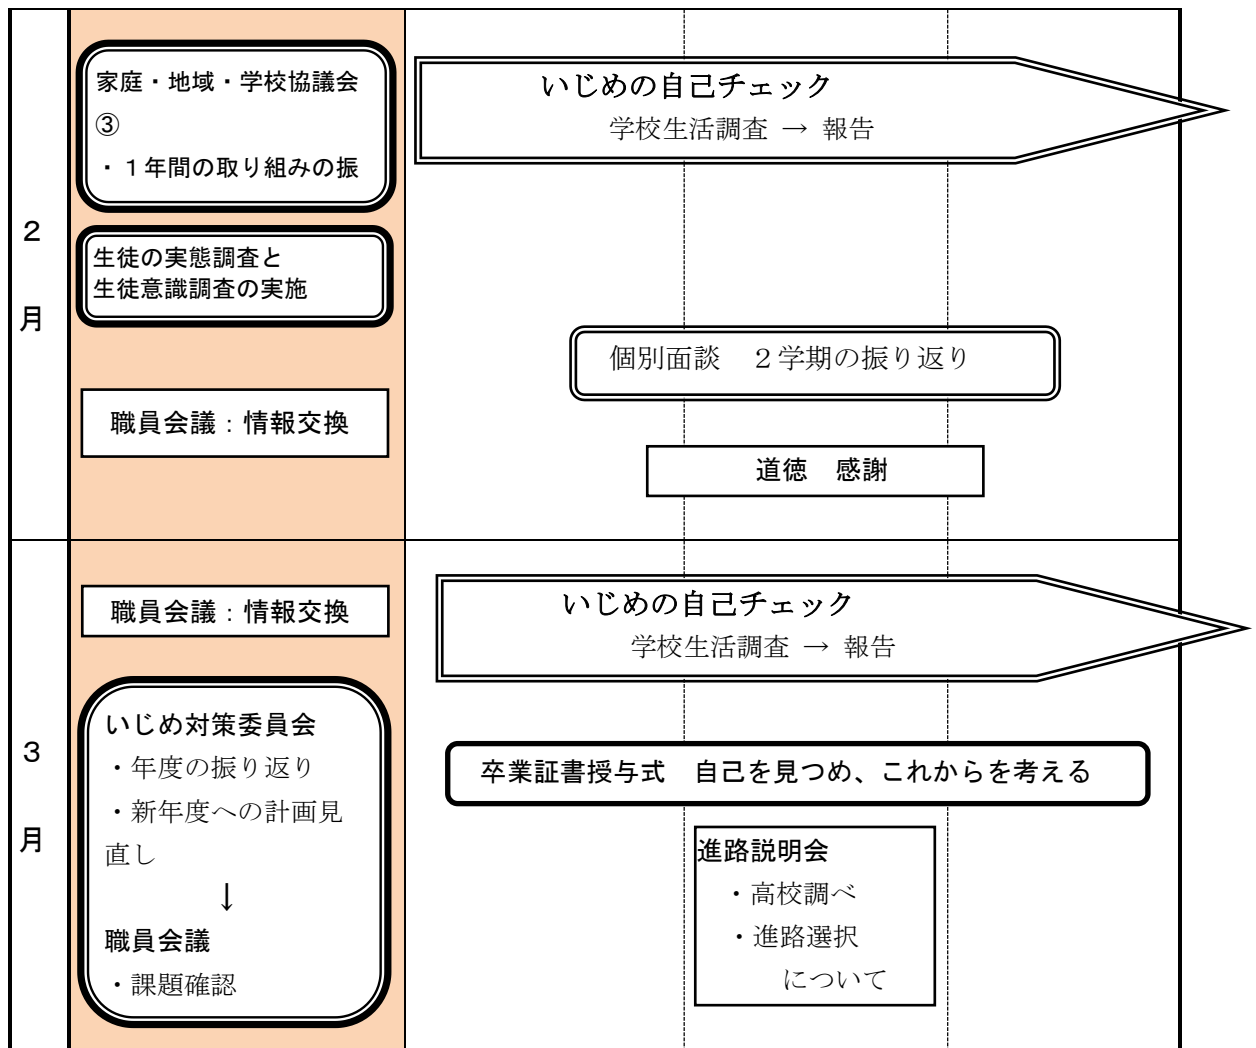 2
月
家庭・地域・学校協議会
③
・１年間の取り組みの振
生徒の実態調査と
生徒意識調査の実施
職員会議：情報交換
いじめの自己チェック
学校生活調査 → 報告
個別面談　２学期の振り返り
道徳　感謝
3
月
職員会議：情報交換
いじめ対策委員会
・年度の振り返り
・新年度への計画見
直し
↓
職員会議
・課題確認
いじめの自己チェック
学校生活調査 → 報告
卒業証書授与式　自己を見つめ、これからを考える
進路説明会
・高校調べ
・進路選択
について